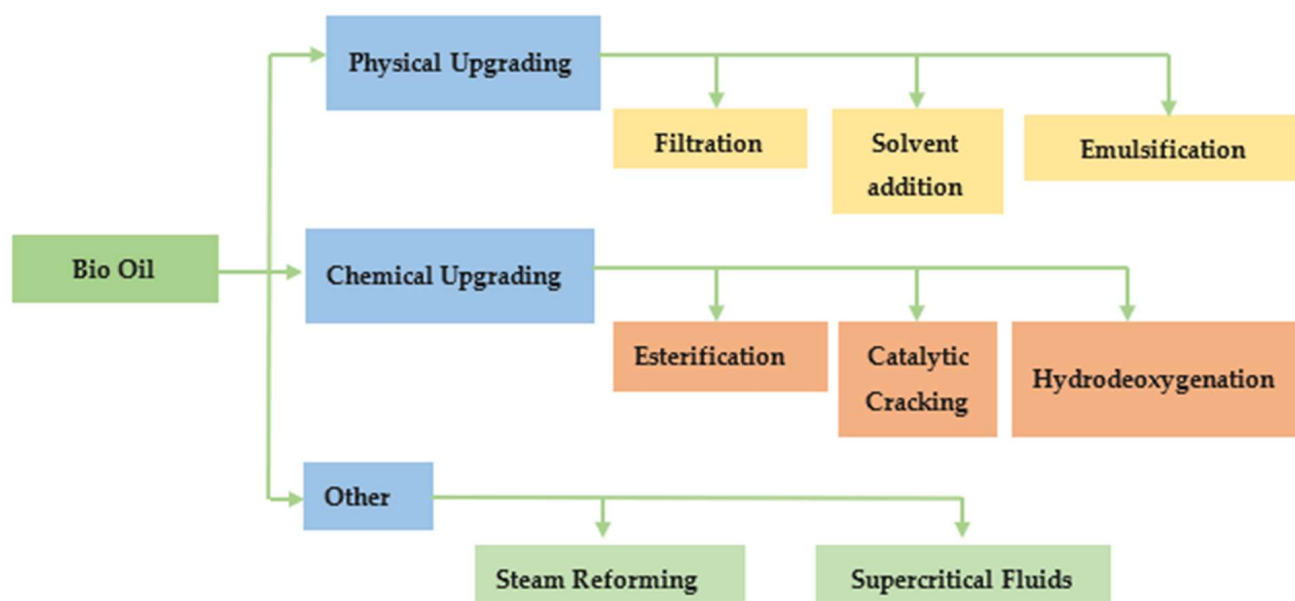 Physical Upgrading
Filtration
Solvent
addition
Emulsification
Bio Oil
Chemical Upgrading
Esterification
Catalytic
Cracking
Hydrodeoxygenation
Other
Steam Reforming
Supercritical Fluids